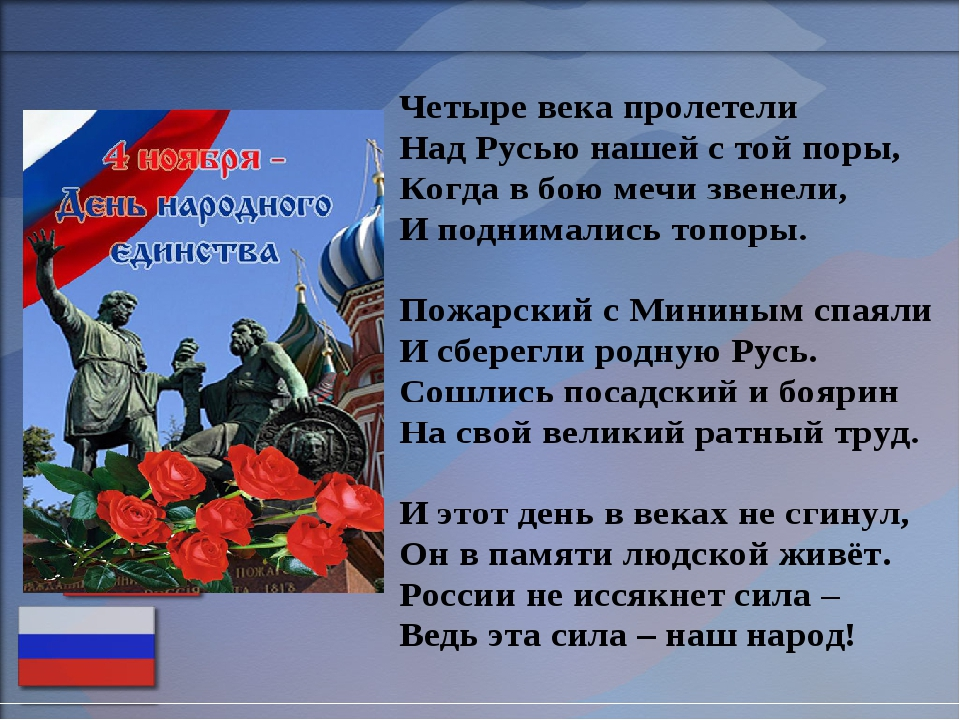 4 ноября –
День народного
единства
Четыре века пролетели
Над Русью нашей с той поры,
Когда в бою мечи звенели,
И поднимались топоры.
Пожарский с Мининым спаяли
И сберегли родную Русь.
Сошлись посадский и боярин
На свой великий ратный труд.
И этот день в веках не сгинул,
Он в памяти людской живёт.
России не иссякнет сила –
Ведь эта сила – наш народ!